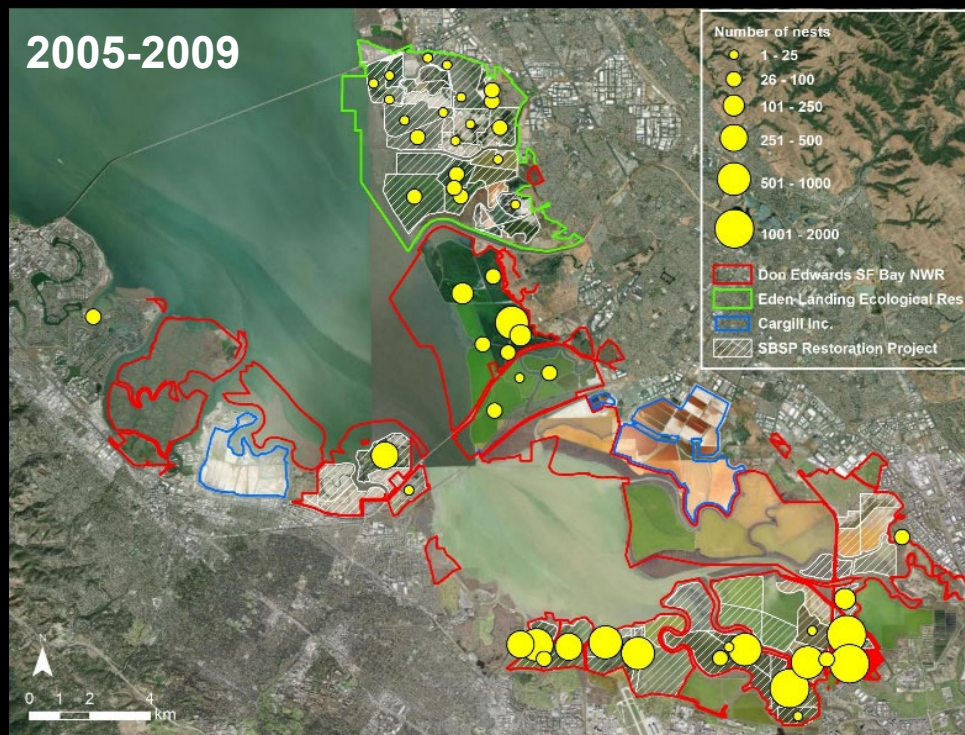 2005-2009
Number of nests
1 - 25
26 - 100
101 - 250
251 - 500
501 - 1000
1001 - 2000
Don Edwards SF Bay NWR
Eden Landing Ecological Res
Cargill Inc.
SBSP Restoration Project
N
0 1 2 4
km